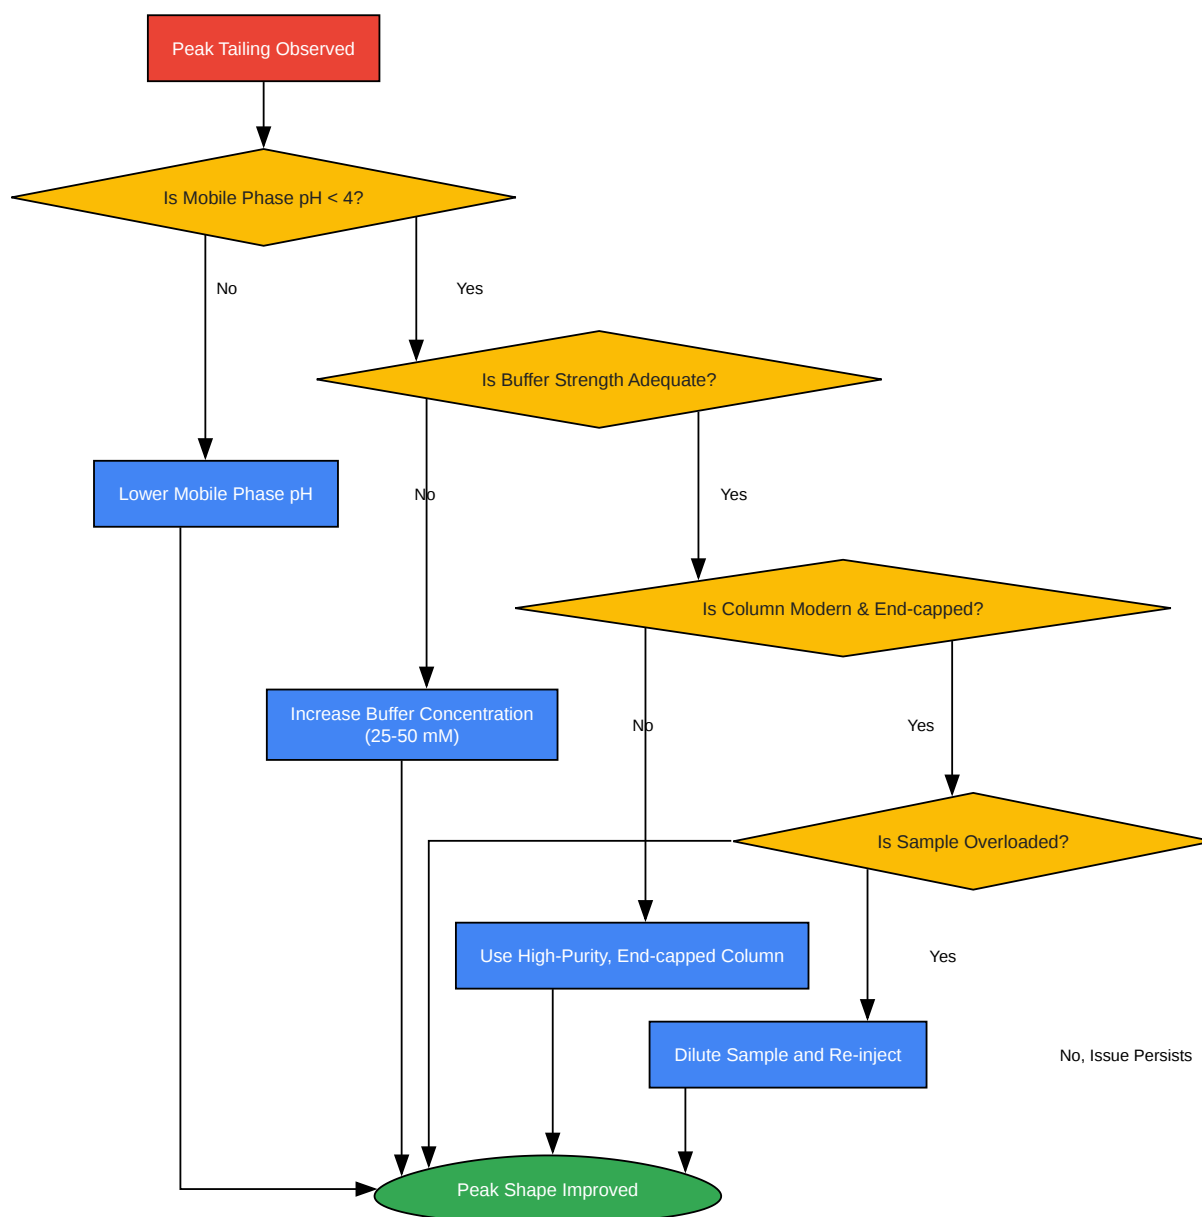 Peak Tailing Observed
Is Mobile Phase pH < 4?
No
Yes
Is Buffer Strength Adequate?
Lower Mobile Phase pH
No
Yes
Is Column Modern & End-capped?
Increase Buffer Concentration
(25-50 mM)
No
Yes
Is Sample Overloaded?
Use High-Purity, End-capped Column
Yes
Dilute Sample and Re-inject
No, Issue Persists
Peak Shape Improved